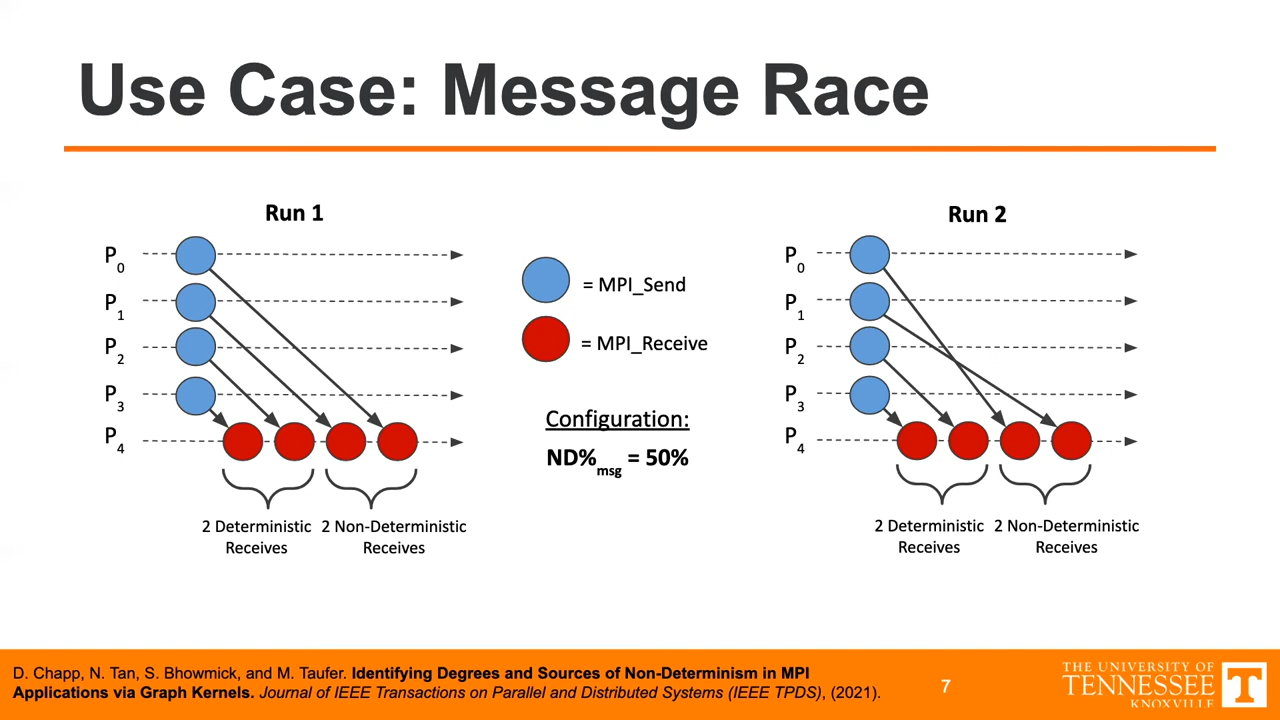 Use Case: Message Race
Run 1
P0
P1
P2
P3
P4
2 Deterministic Receives
2 Non-Deterministic Receives
= MPI_Send
= MPI_Receive
Configuration:
ND%msg = 50%
Run 2
P0
P1
P2
P3
P4
2 Deterministic Receives
2 Non-Deterministic Receives
D. Chapp, N. Tan, S. Bhowmick, and M. Taufer. Identifying Degrees and Sources of Non-Determinism in MPI
Applications via Graph Kernels. Journal of IEEE Transactions on Parallel and Distributed Systems (IEEE TPDS), (2021).
7
THE UNIVERSITY OF
TENNESSEE
KNOXVILLE
T